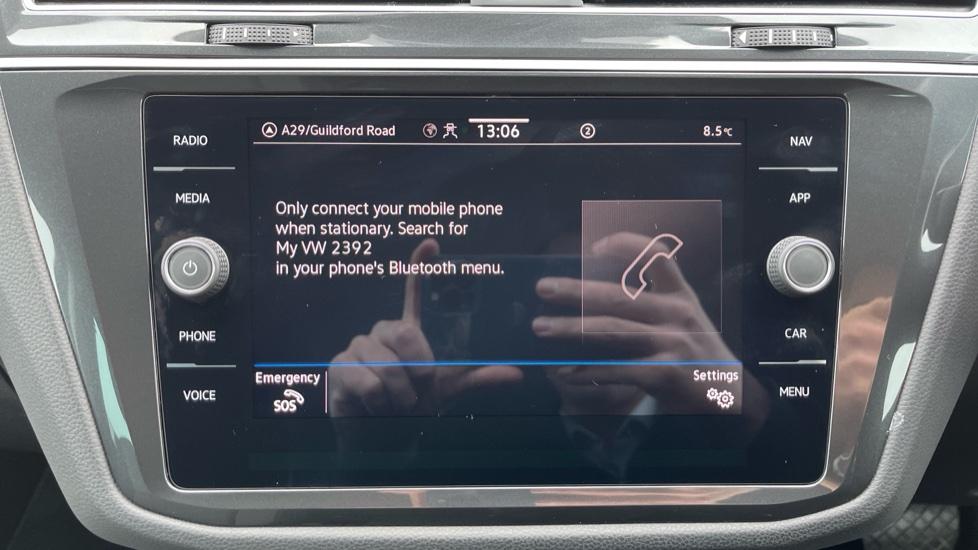 RADIO
MEDIA
PHONE
VOICE
A29/Guildford Road
13:06
2
8.5°C
Only connect your mobile phone
when stationary. Search for
My VW 2392
in your phone's Bluetooth menu.
Emergency
SOS
Settings
NAV
APP
CAR
MENU